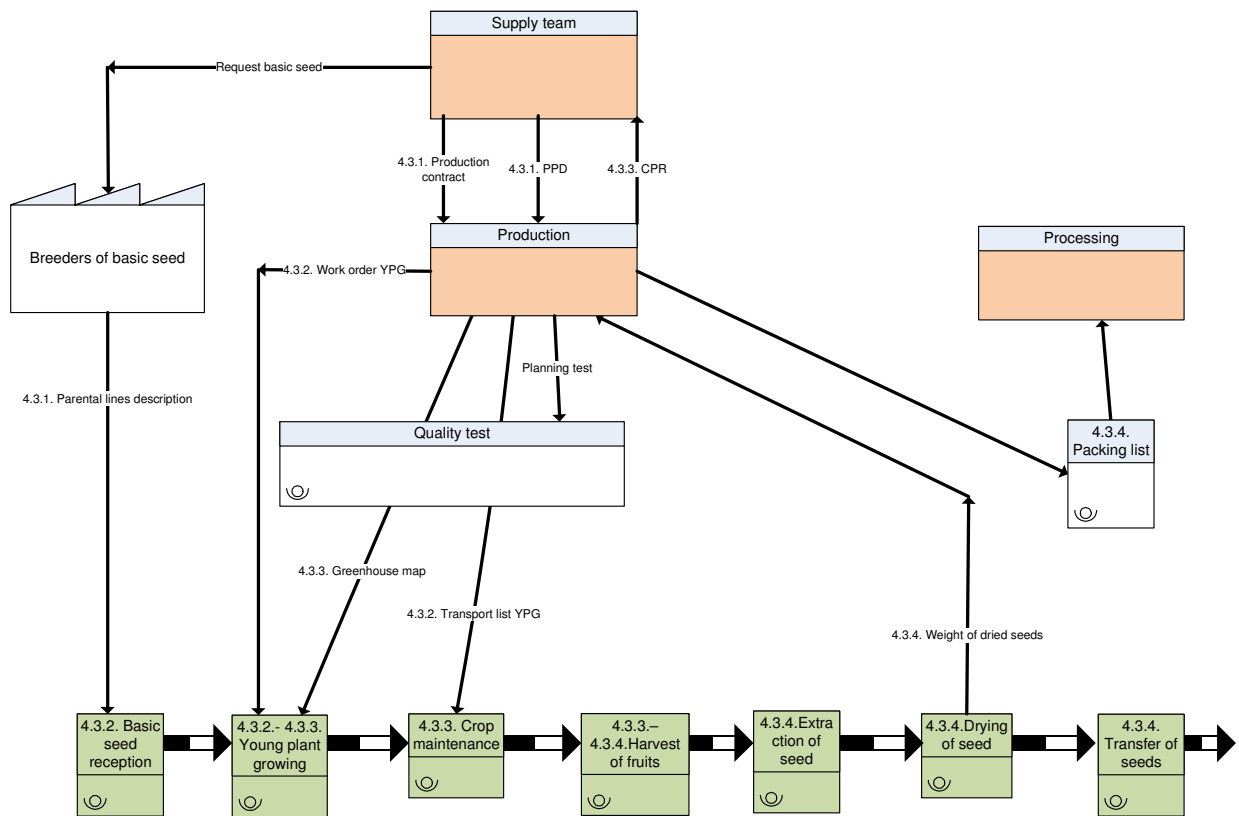 Supply team
Request basic seed
4.3.1. Production
contract
4.3.1. PPD
4.3.3. CPR
Breeders of basic seed
Production
Processing
4.3.2. Work order YPG
Planning test
4.3.1. Parental lines description
Quality test
4.3.4.
Packing list
4.3.3. Greenhouse map
4.3.2. Transport list YPG
4.3.4. Weight of dried seeds
4.3.2. Basic
seed
reception
4.3.2.- 4.3.3.
Young plant
growing
4.3.3. Crop
maintenance
4.3.3.–
4.3.4.Harvest
of fruits
4.3.4.Extra
ction of
seed
4.3.4.Drying
of seed
4.3.4.
Transfer of
seeds